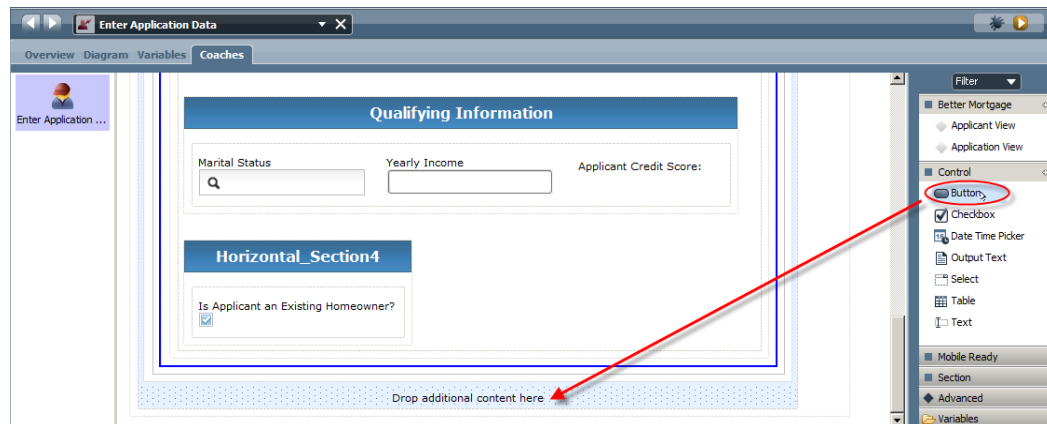 Enter Application Data
Overview Diagram Variables Coaches
Filter
Enter Application ...
Better Mortgage
Applicant View
Application View
Control
Button
Checkbox
Date Time Picker
Output Text
Select
Table
Text
Mobile Ready
Section
Advanced
Variables
Qualifying Information
Marital Status
Yearly Income
Applicant Credit Score:
Horizontal_Section4
Is Applicant an Existing Homeowner?
Drop additional content here